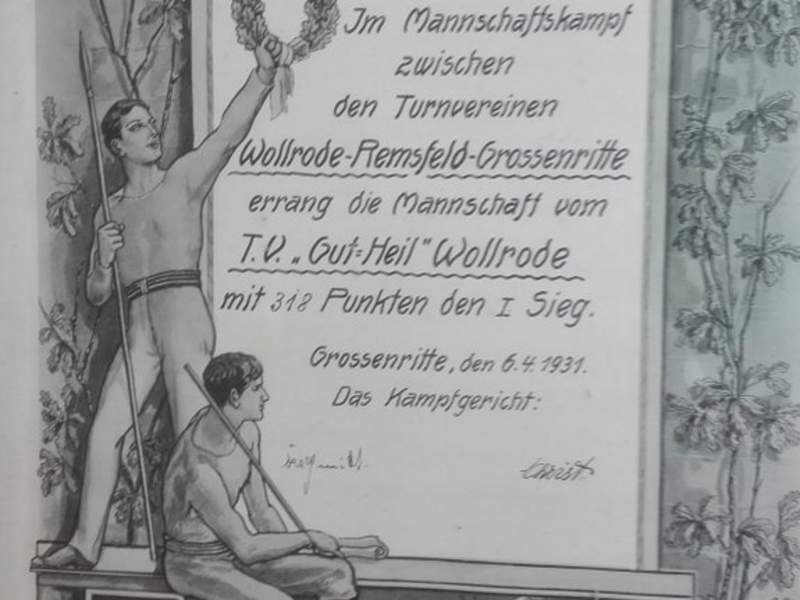 Im Mannschaftskampf
zwischen
den Turnvereinen
Wollrode-Remsfeld-Grossenritte
errang die Mannschaft vom
T.V. „Gut=Heil" Wollrode
mit 318 Punkten den I Sieg.
Grossenritte, den 6.4.1931.
Das Kampfgericht:
Christ